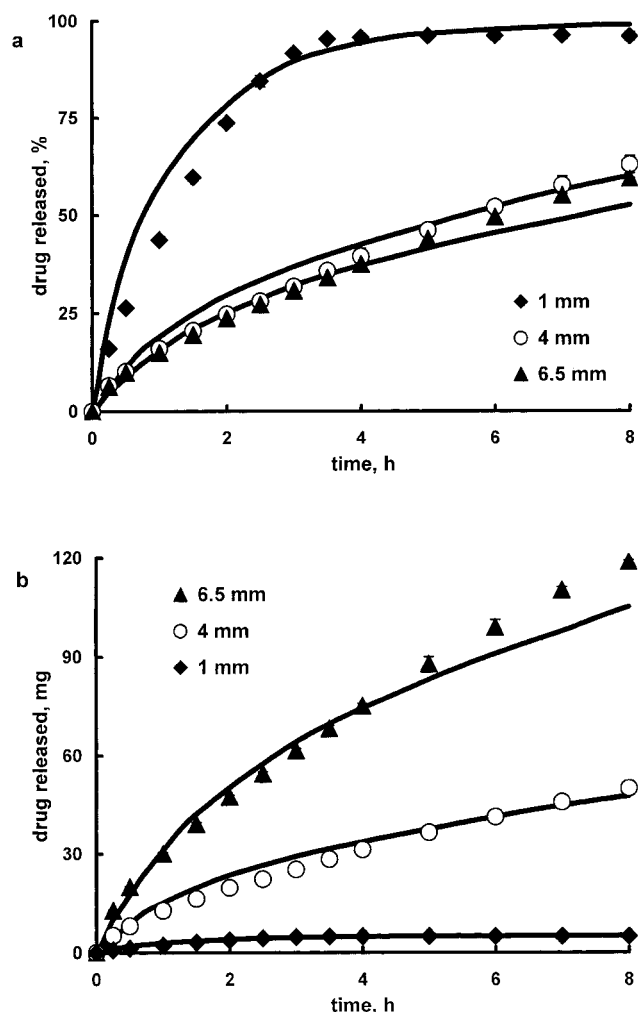 a
drug released, %
100
75
50
25
0
0 2 4 6 8
time, h
1 mm
4 mm
6.5 mm
b
drug released, mg
120
90
60
30
0
0 2 4 6 8
time, h
6.5 mm
4 mm
1 mm